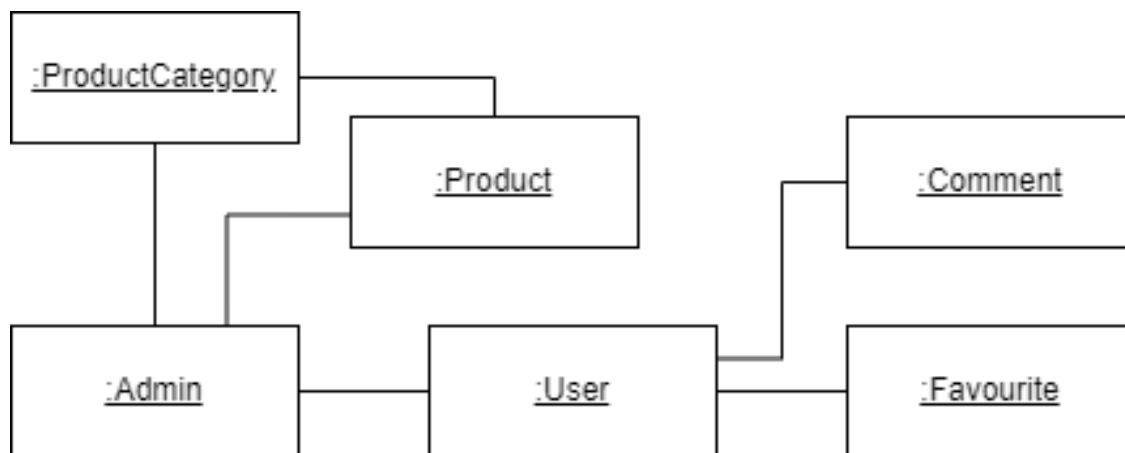 :ProductCategory
:Product
:Comment
:Admin
:User
:Favourite